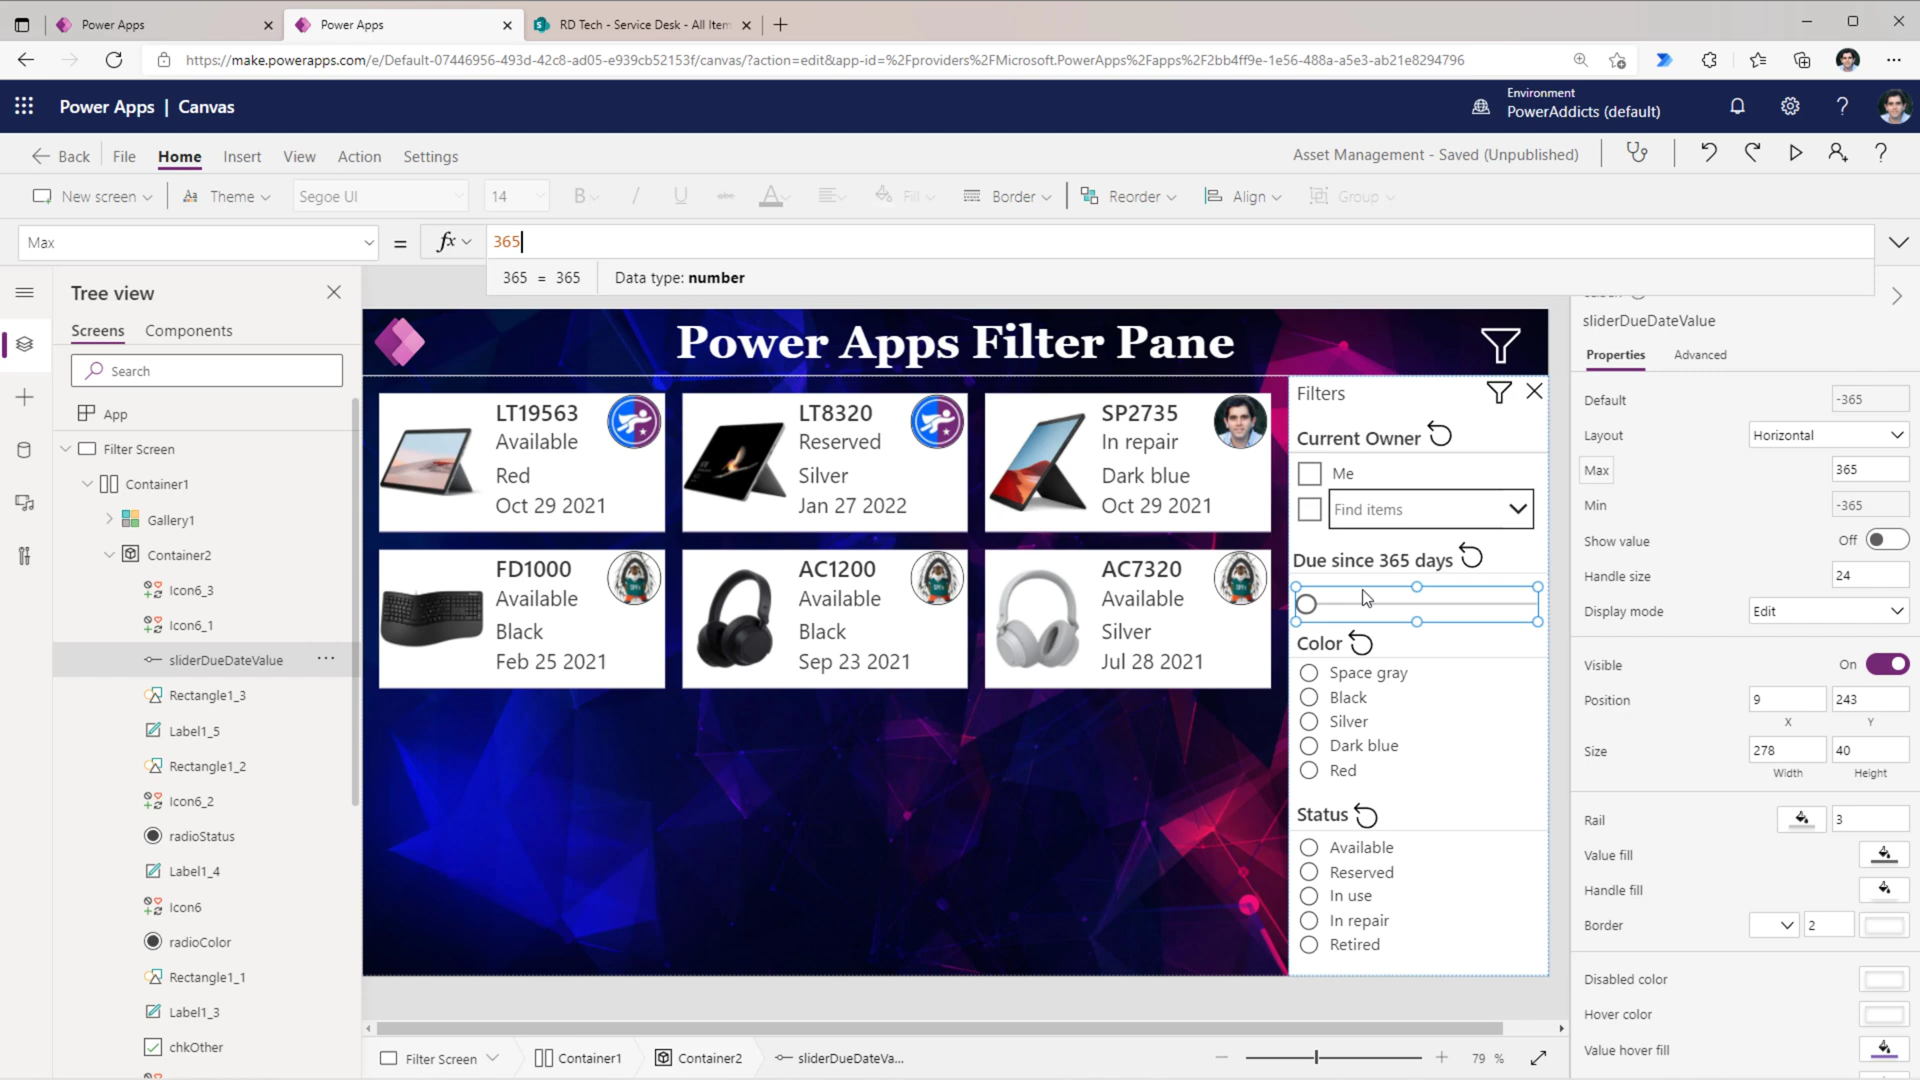 Power Apps
Power Apps
RD Tech - Service Desk - All Item
https://make.powerapps.com/e/Default-07446956-493d-42c8-ad05-e939cb52153f/canvas/?action=edit&app-id=%2Fproviders%2FMicrosoft.PowerApps%2Fapps%2F2bb4ff9e-1e56-488a-a5e3-ab21e8294796
Power Apps | Canvas
Environment
PowerAddicts (default)
Back
File
Home
Insert
View
Action
Settings
Asset Management - Saved (Unpublished)
New screen
Theme
Segoe UI
14
B
Fill
Border
Reorder
Align
Group
Max
=
fx
365
365 = 365
Data type: number
Tree view
Screens
Components
Search
App
Filter Screen
Container1
Gallery1
Container2
Icon6_3
Icon6_1
sliderDueDateValue
Rectangle1_3
Label1_5
Rectangle1_2
Icon6_2
radioStatus
Label1_4
Icon6
radioColor
Rectangle1_1
Label1_3
chkOther
Power Apps Filter Pane
LT19563
Available
Red
Oct 29 2021
LT8320
Reserved
Silver
Jan 27 2022
SP2735
In repair
Dark blue
Oct 29 2021
FD1000
Available
Black
Feb 25 2021
AC1200
Available
Black
Sep 23 2021
AC7320
Available
Silver
Jul 28 2021
Filters
Current Owner
Me
Find items
Due since 365 days
Color
Space gray
Black
Silver
Dark blue
Red
Status
Available
Reserved
In use
In repair
Retired
sliderDueDateValue
Properties
Advanced
Default
-365
Layout
Horizontal
Max
365
Min
-365
Show value
Off
Handle size
24
Display mode
Edit
Visible
On
Position
9
243
X
Y
Size
278
40
Width
Height
Rail
3
Value fill
Handle fill
Border
2
Disabled color
Hover color
Value hover fill
Filter Screen
Container1
Container2
sliderDueDateVa...
79 %